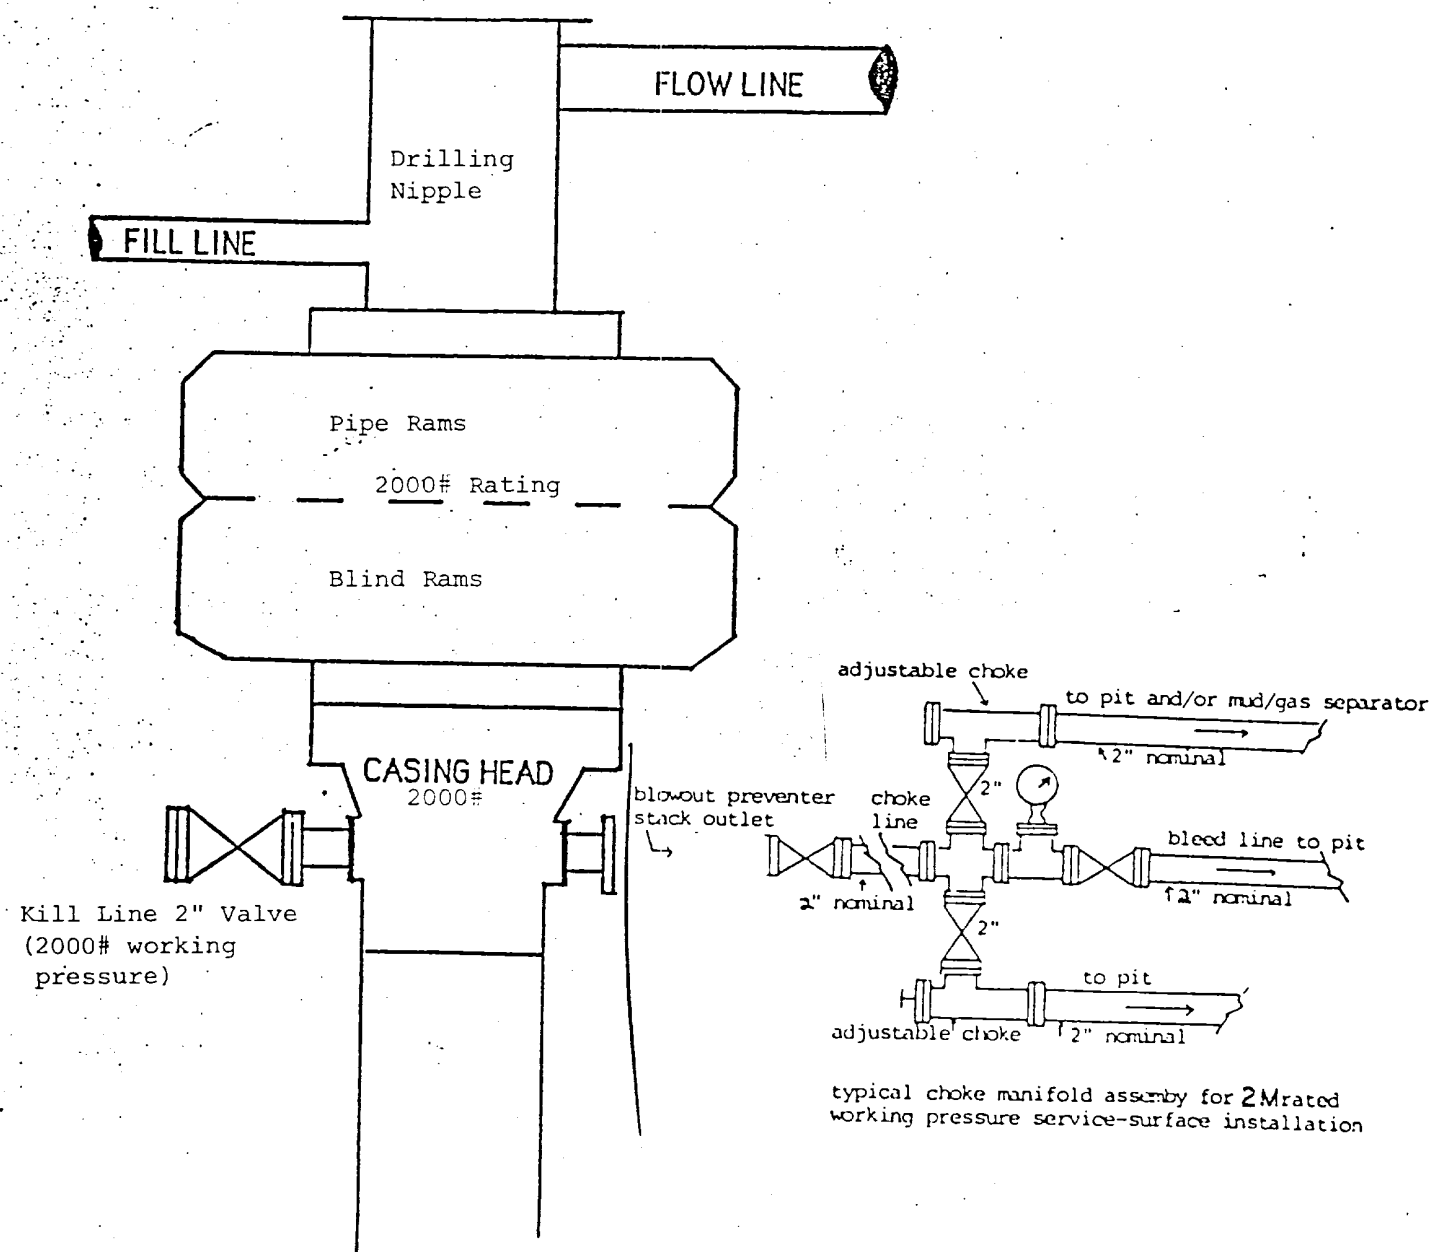 FLOW LINE
Drilling
Nipple
FILL LINE
Pipe Rams
2000# Rating
Blind Rams
CASING HEAD
2000#
Kill Line 2" Valve
(2000# working
pressure)
blowout preventer
stack outlet
choke
line
2" nominal
adjustable choke
to pit and/or mud/gas separator
2" nominal
2"
bleed line to pit
2" nominal
2"
to pit
adjustable choke
2" nominal
typical choke manifold assemby for 2M rated
working pressure service-surface installation